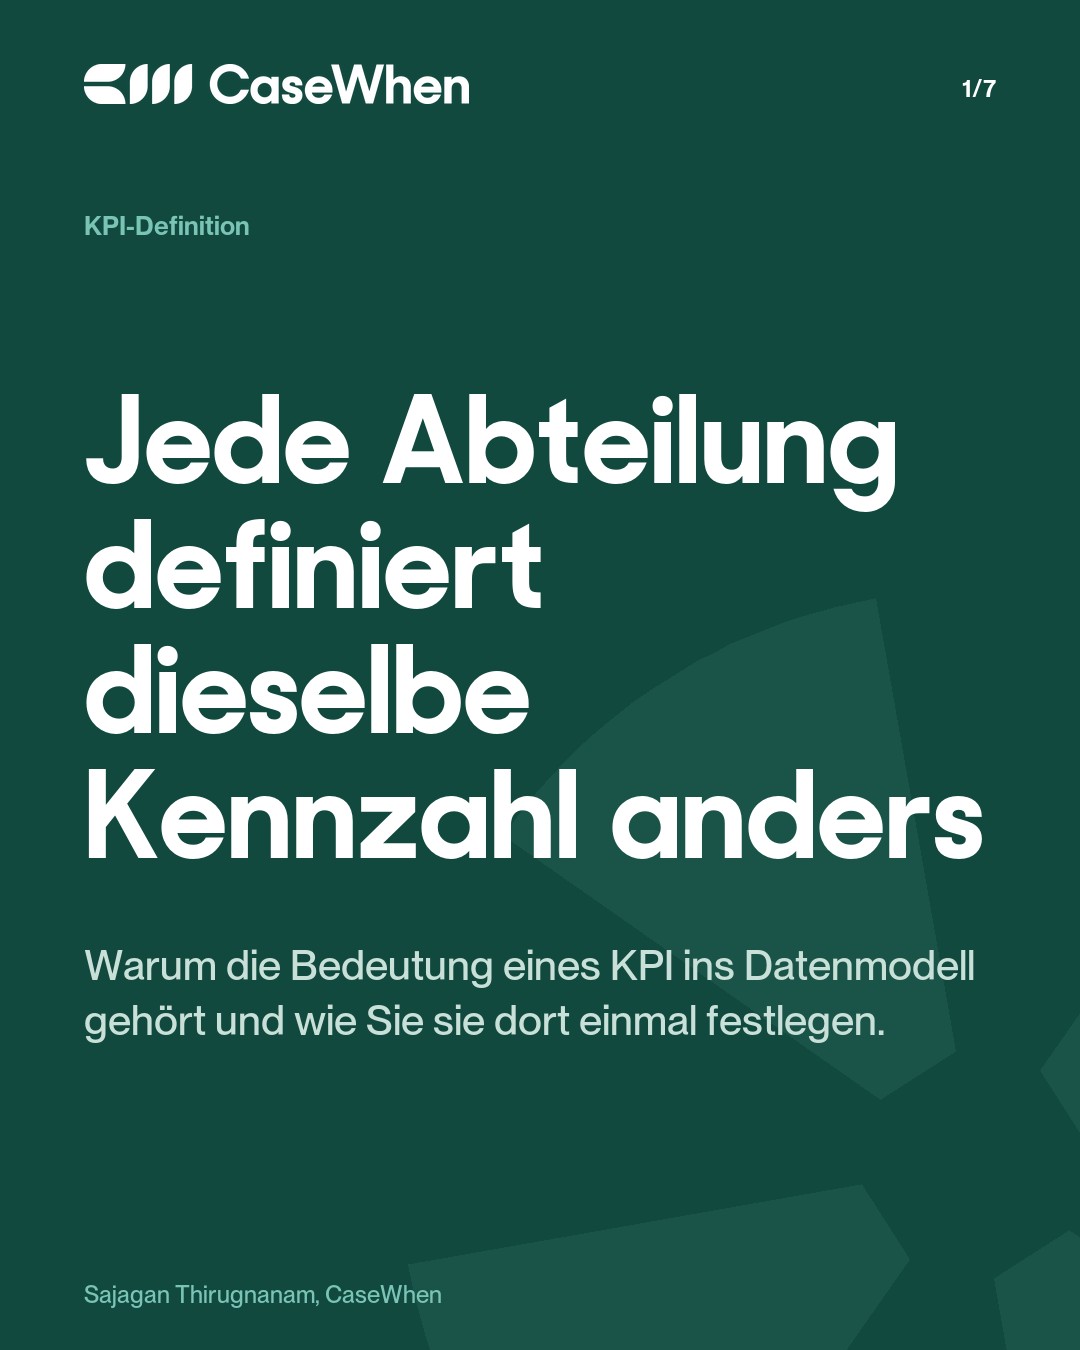 CaseWhen
1/7
KPI-Definition
Jede Abteilung
definiert
dieselbe
Kennzahl anders
Warum die Bedeutung eines KPI ins Datenmodell
gehört und wie Sie sie dort einmal festlegen.
Sajagan Thirugnanam, CaseWhen